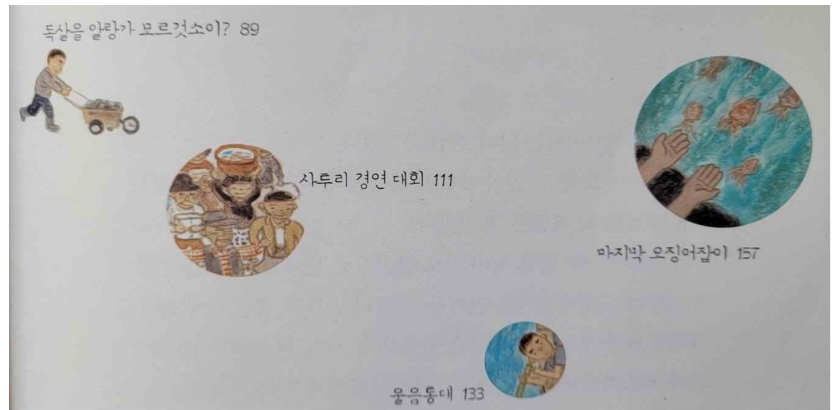 독살을 알랑가 모르것소이? 89
사투리 경연 대회 111
마지막 오징어잡이 157
울음통대 133